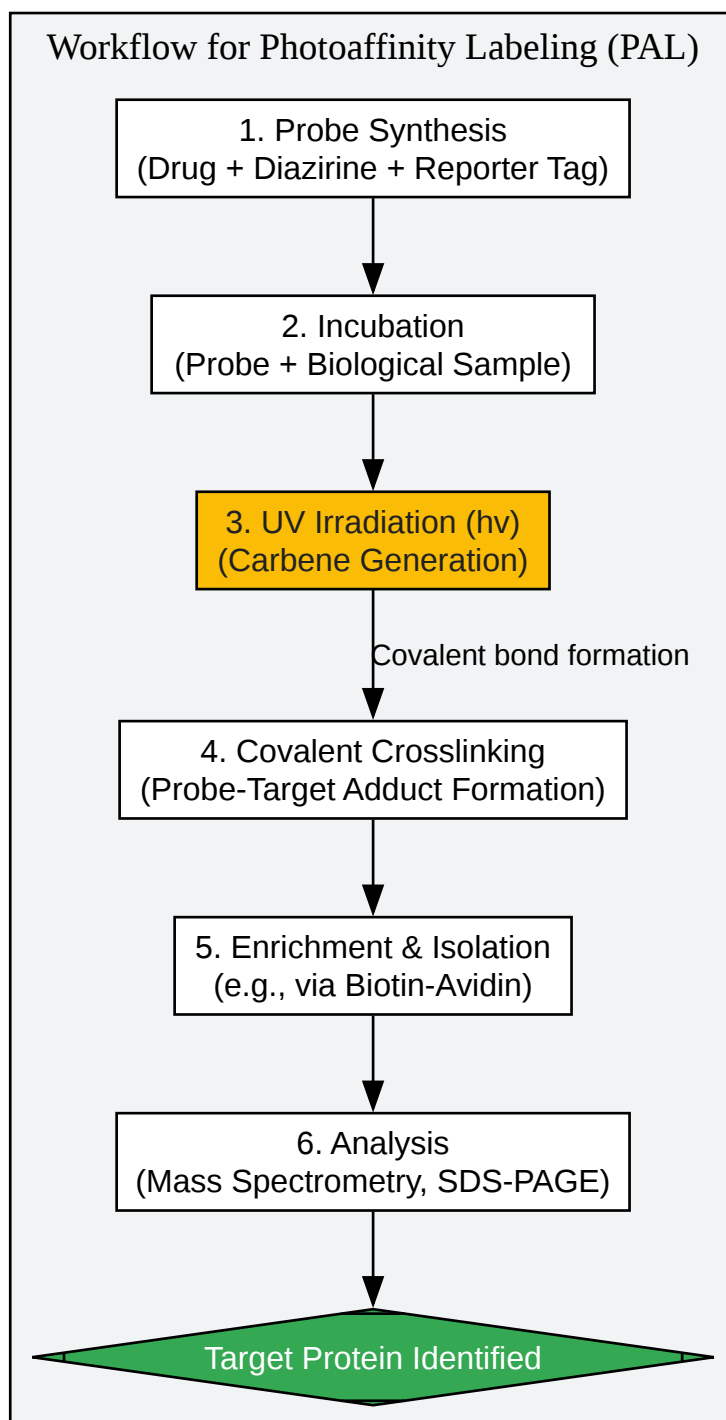 Workflow for Photoaffinity Labeling (PAL)
1. Probe Synthesis
(Drug + Diazirine + Reporter Tag)
2. Incubation
(Probe + Biological Sample)
3. UV Irradiation (hv)
(Carbene Generation)
Covalent bond formation
4. Covalent Crosslinking
(Probe-Target Adduct Formation)
5. Enrichment & Isolation
(e.g., via Biotin-Avidin)
6. Analysis
(Mass Spectrometry, SDS-PAGE)
Target Protein Identified